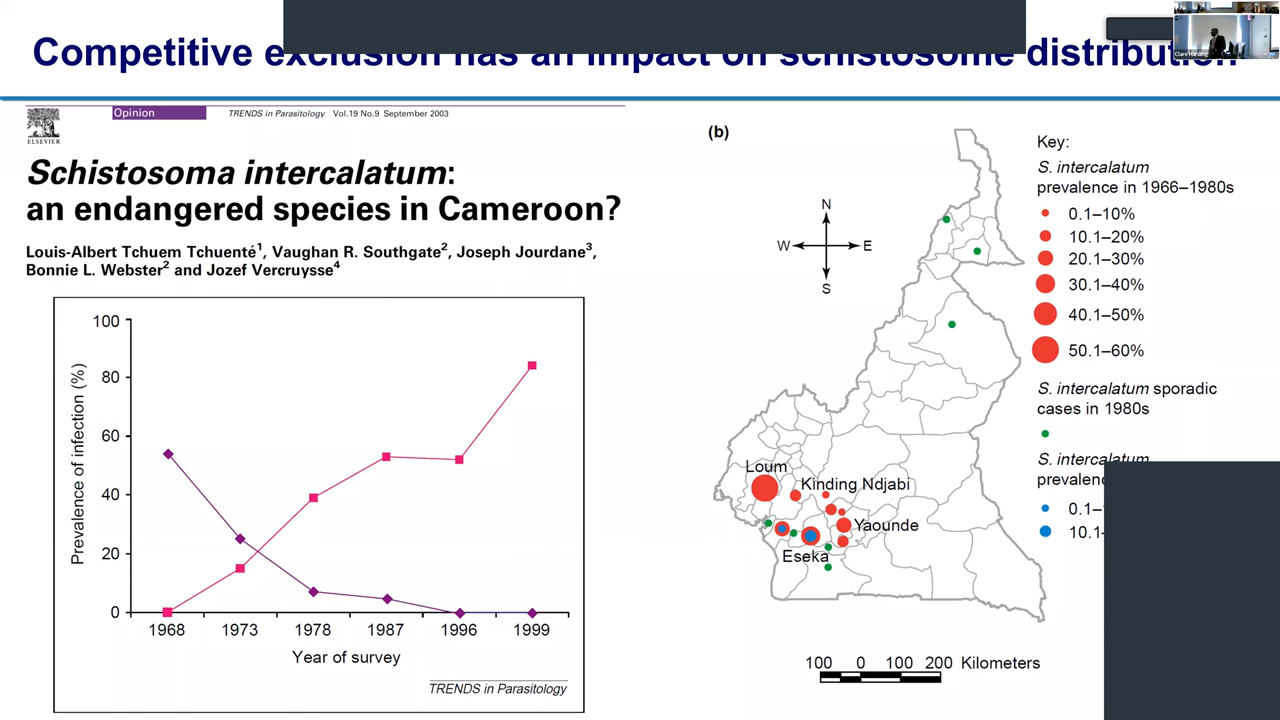 Competitive exclusion has an impact on schistosome distribution
Clare Harding
ELSEVIER
Opinion
TRENDS in Parasitology Vol.19 No.9 September 2003
Schistosoma intercalatum:
an endangered species in Cameroon?
Louis-Albert Tchuem Tchuenté1, Vaughan R. Southgate2, Joseph Jourdane3,
Bonnie L. Webster2 and Jozef Vercruysse4
Prevalence of infection (%)
100
80
60
40
20
0
1968 1973 1978 1987 1996 1999
Year of survey
TRENDS in Parasitology
(b)
N
W E
S
Loum
Kinding Ndjabi
Yaounde
Eseka
100 0 100 200 Kilometers
Key:
S. intercalatum
prevalence in 1966–1980s
0.1–10%
10.1–20%
20.1–30%
30.1–40%
40.1–50%
50.1–60%
S. intercalatum sporadic
cases in 1980s
S. intercalatum
prevalenc
0.1–
10.1–